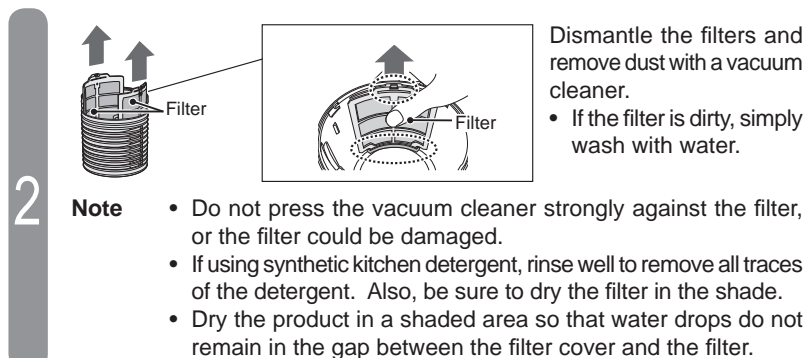 2
Filter
Filter
Dismantle the filters and
remove dust with a vacuum
cleaner.
• If the filter is dirty, simply
wash with water.
Note • Do not press the vacuum cleaner strongly against the filter,
or the filter could be damaged.
• If using synthetic kitchen detergent, rinse well to remove all traces
of the detergent. Also, be sure to dry the filter in the shade.
• Dry the product in a shaded area so that water drops do not
remain in the gap between the filter cover and the filter.